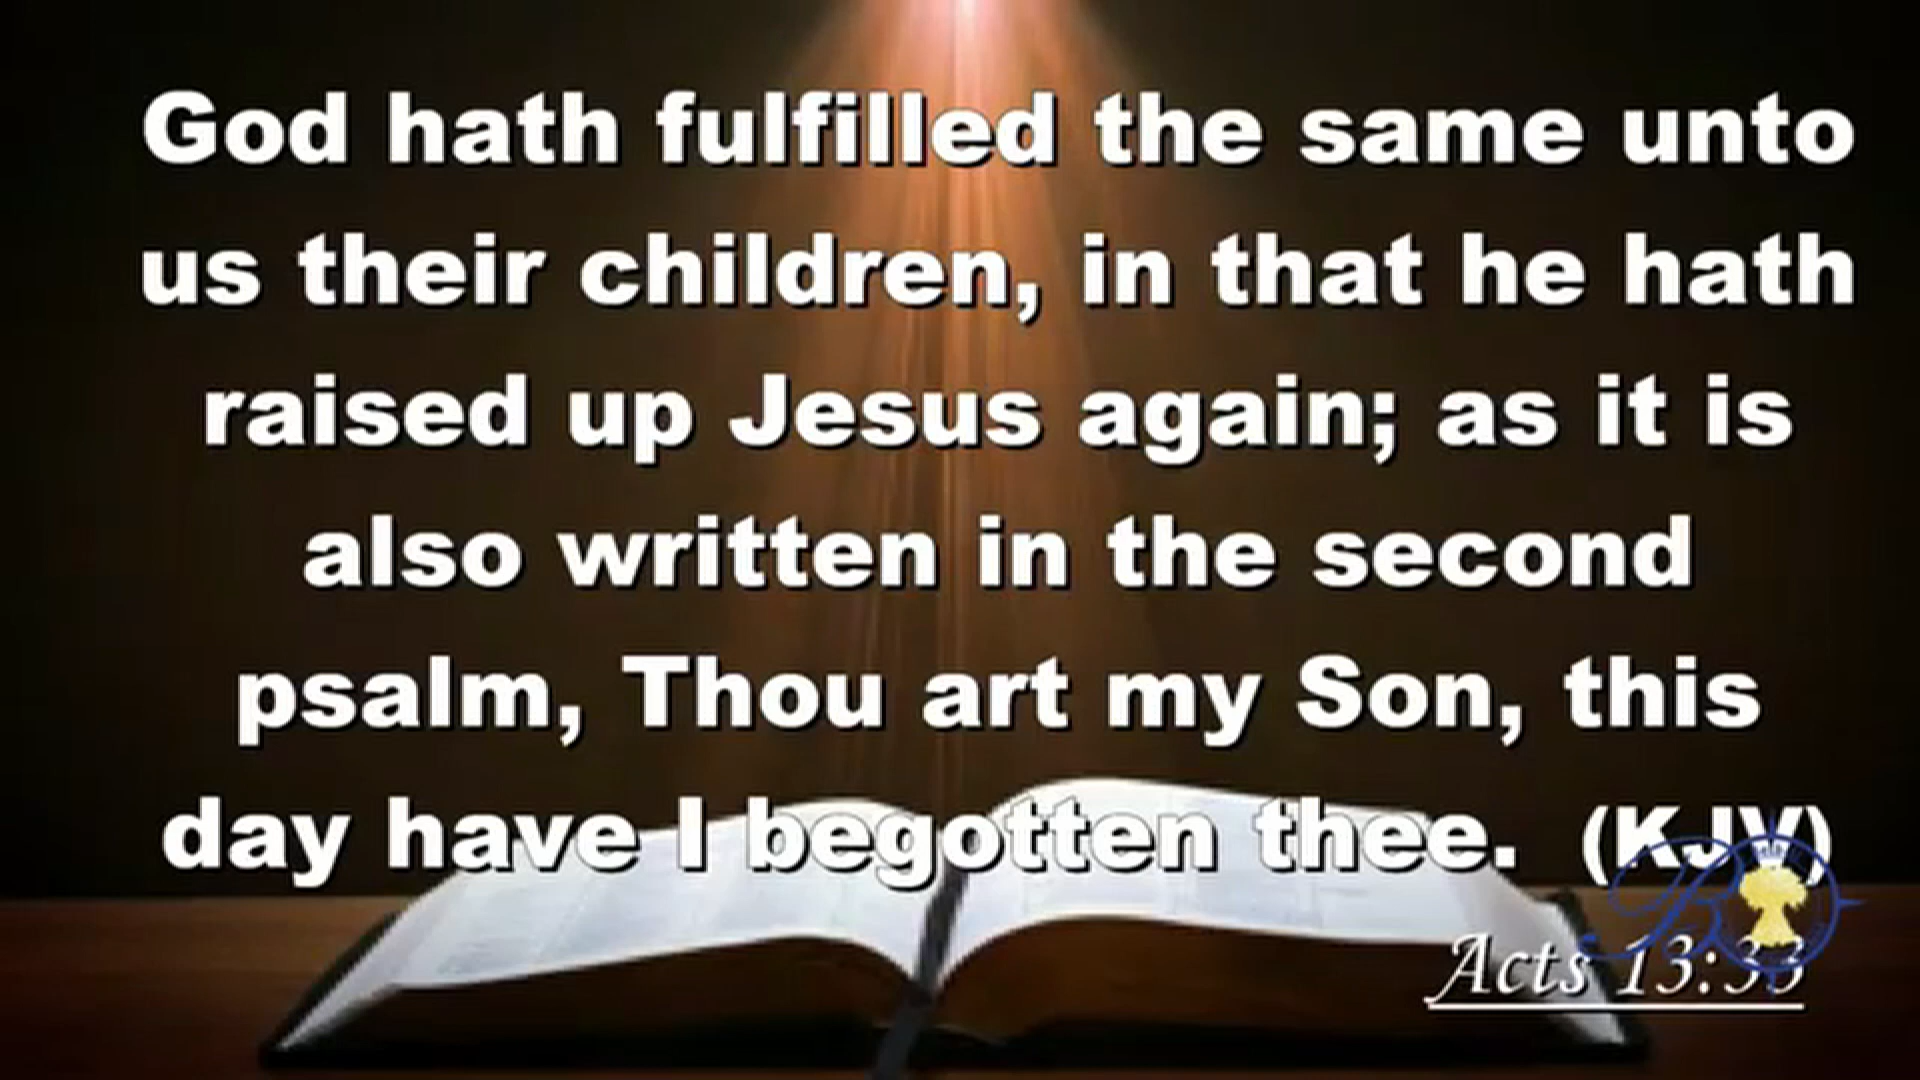 God hath fulfilled the same unto
us their children, in that he hath
raised up Jesus again; as it is
also written in the second
psalm, Thou art my Son, this
day have I begotten thee. (KJV)
Acts 13:33